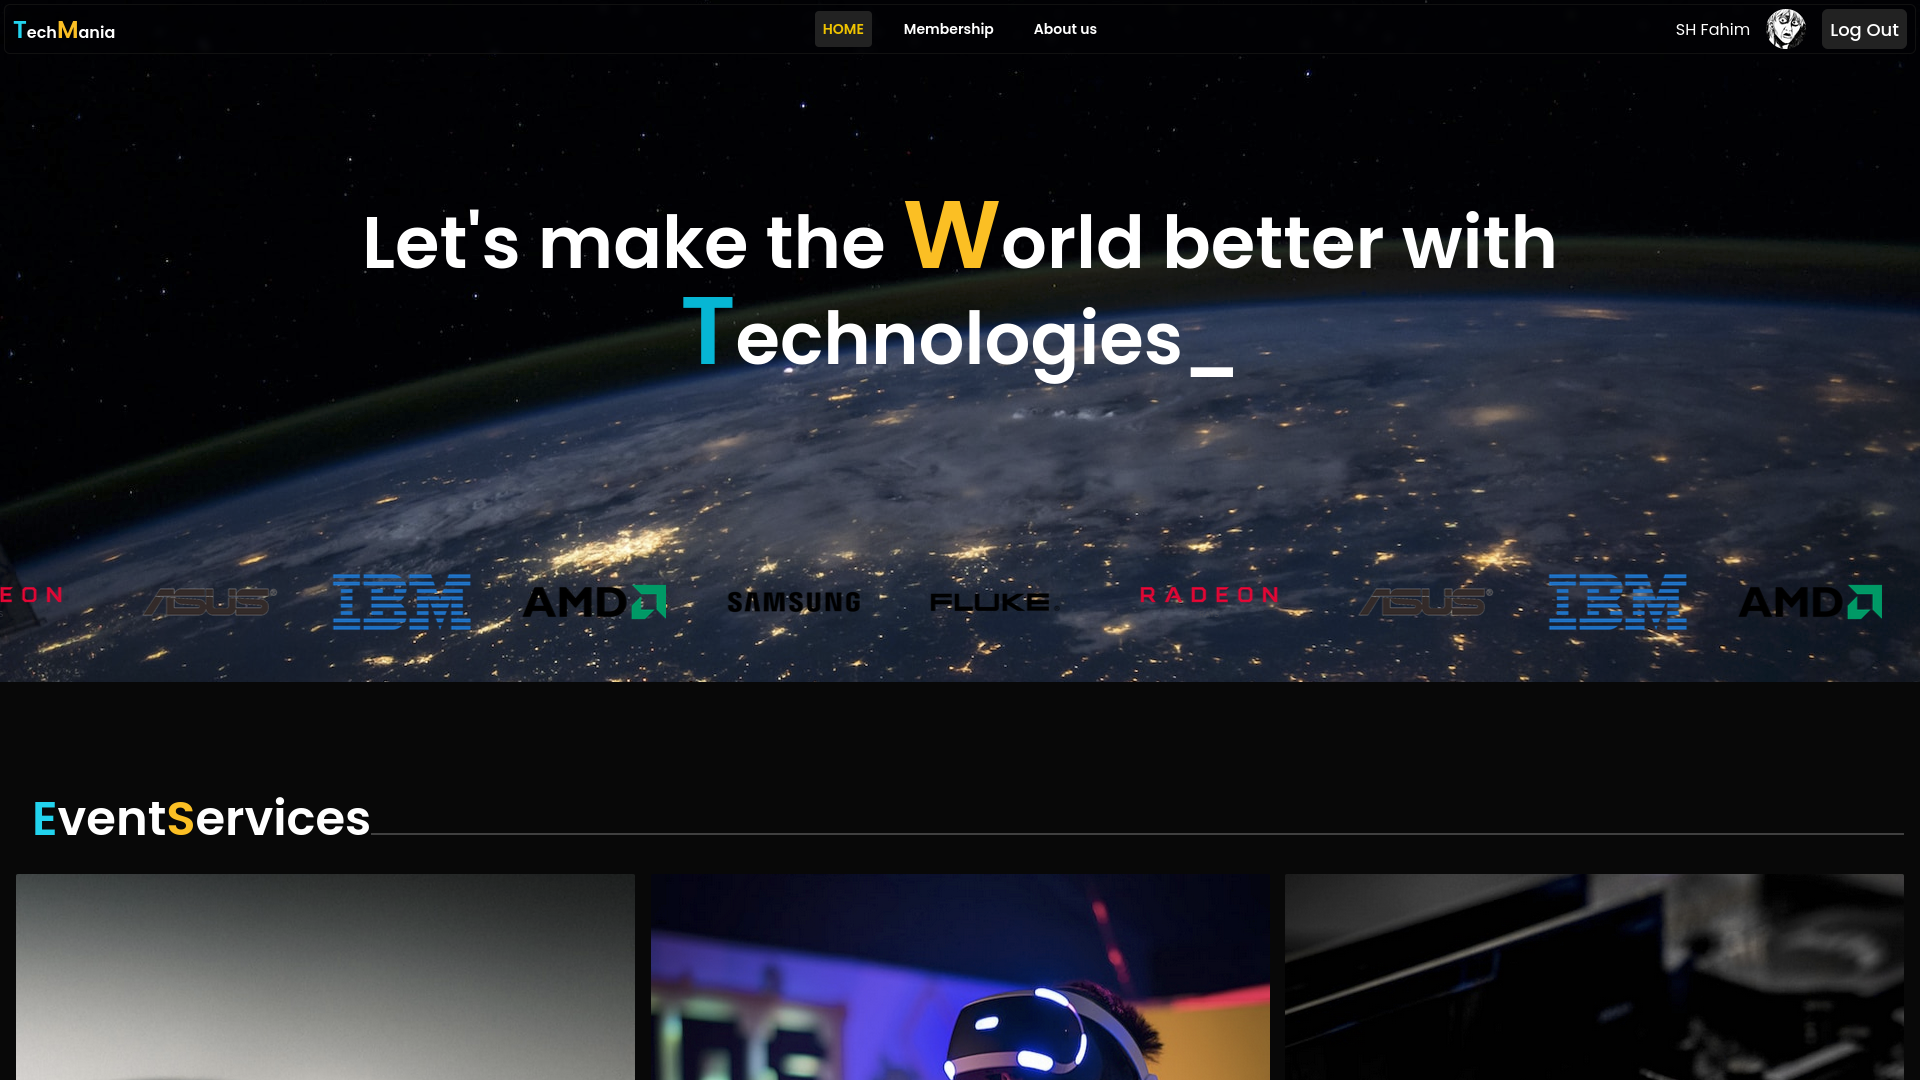 TechMania
HOME
Membership
About us
SH Fahim
Log Out
Let's make the World better with
Technologies_
EON
ASUS®
IBM
AMD
SAMSUNG
FLUKE®
RADEON
ASUS®
IBM
AMD
EventServices